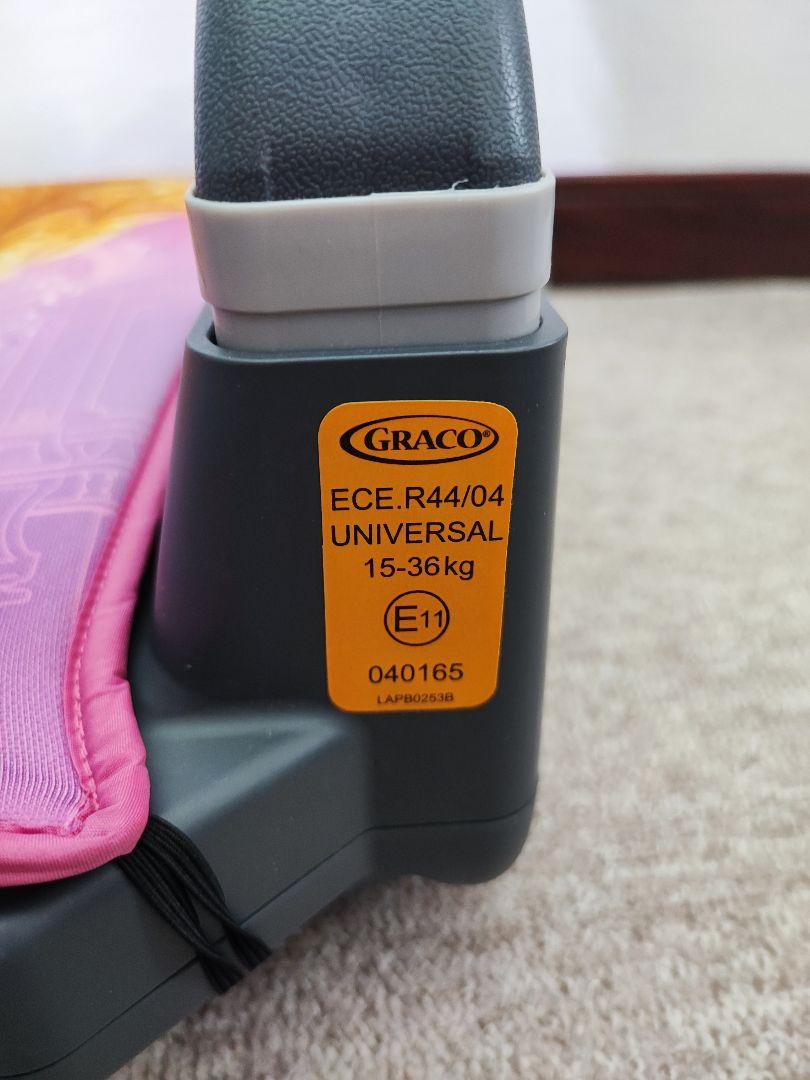 GRACO®
ECE.R44/04
UNIVERSAL
15-36kg
E11
040165
LAPB0253B